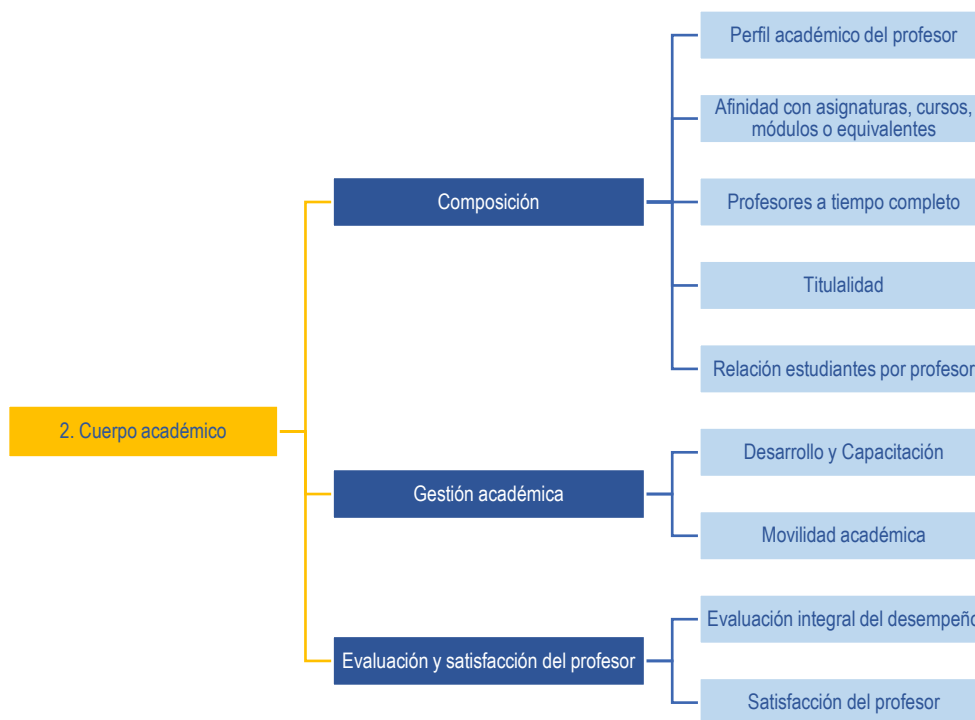 Perfil académico del profesor
Afinidad con asignaturas, cursos,
módulos o equivalentes
Composición
Profesores a tiempo completo
Titulalidad
Relación estudiantes por profesor
2. Cuerpo académico
Desarrollo y Capacitación
Gestión académica
Movilidad académica
Evaluación integral del desempeño
Evaluación y satisfacción del profesor
Satisfacción del profesor